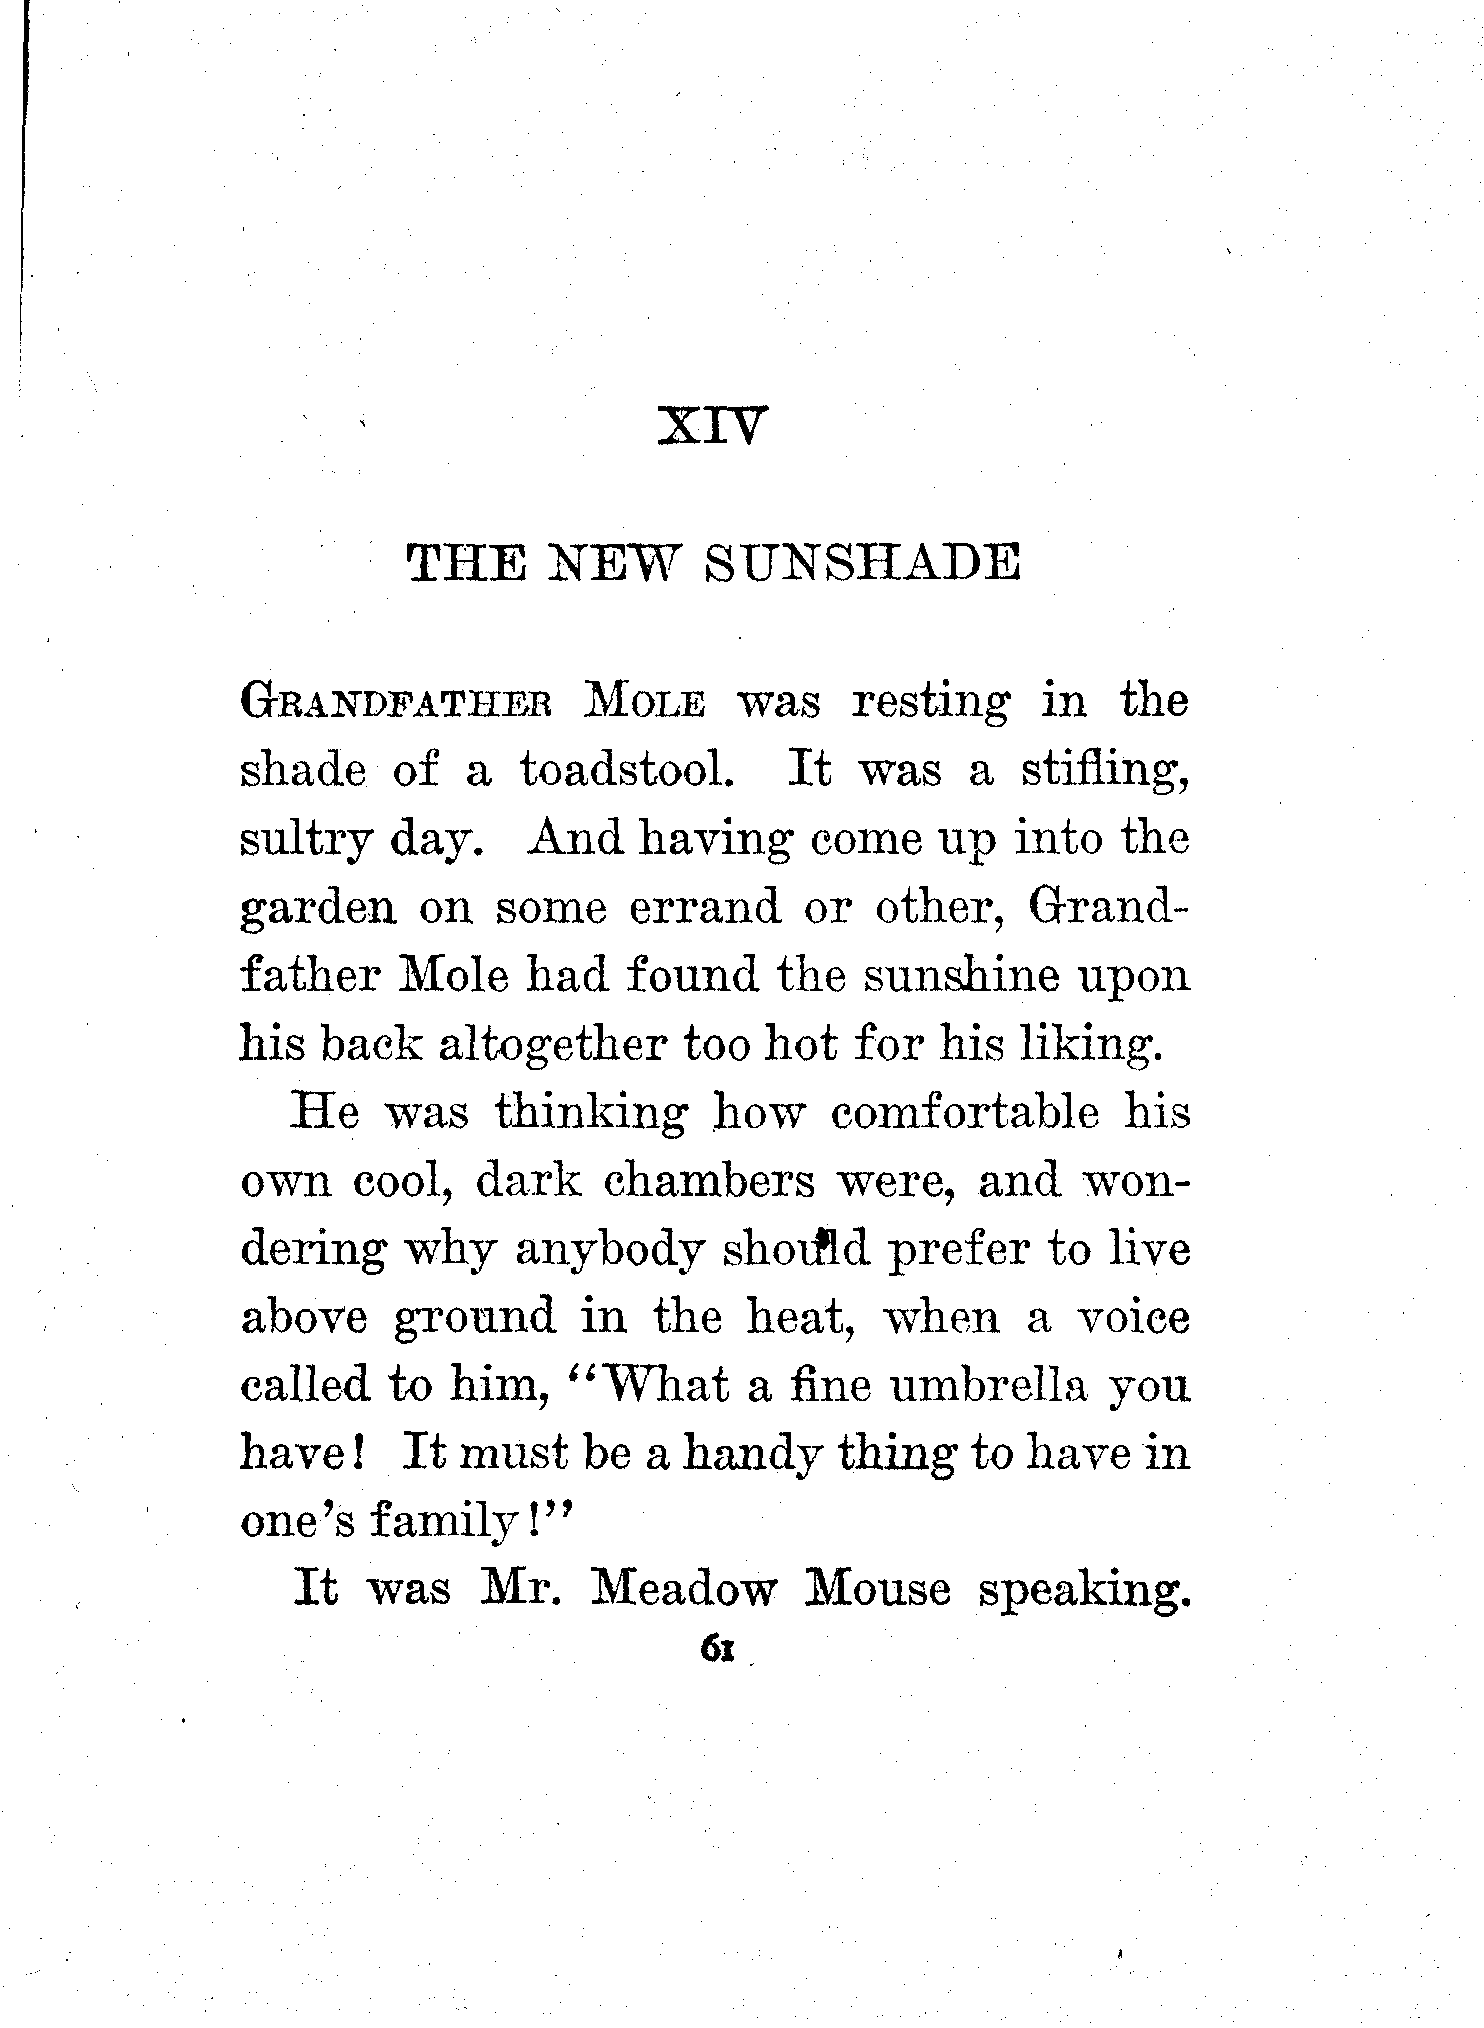 XIV
THE NEW SUNSHADE
GRANDFATHER MOLE was resting in the
shade of a toadstool. It was a stifling,
sultry day. And having come up into the
garden on some errand or other, Grand-
father Mole had found the sunshine upon
his back altogether too hot for his liking.
He was thinking how comfortable his
own cool, dark chambers were, and won-
dering why anybody should prefer to live
above ground in the heat, when a voice
called to him, "What a fine umbrella you
have! It must be a handy thing to have in
one's family!"
It was Mr. Meadow Mouse speaking.
61